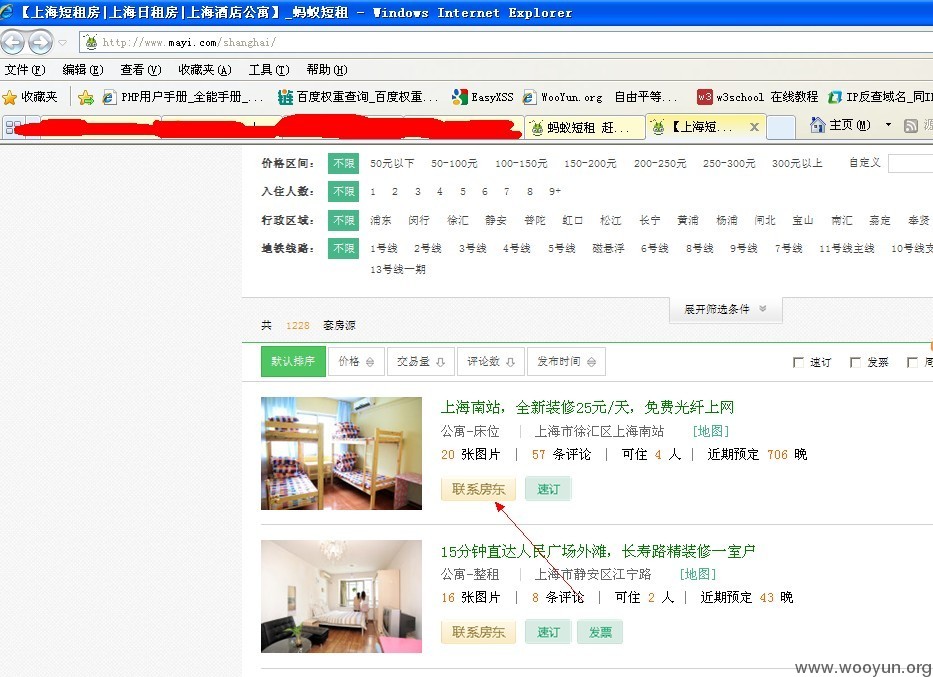 【上海短租房|上海日租房|上海酒店公寓】_蚂蚁短租 - Windows Internet Explorer
http://www.mayi.com/shanghai/
文件(F) 编辑(E) 查看(V) 收藏夹(A) 工具(T) 帮助(H)
收藏夹 PHP用户手册_全能手册_... 百度权重查询_百度权重... EasyXSS WooYun.org 自由平等... w3school 在线教程 IP反查域名_同I
蚂蚁短租 赶... 【上海短... X 主页(M)
价格区间： 不限 50元以下 50-100元 100-150元 150-200元 200-250元 250-300元 300元以上 自定义
入住人数： 不限 1 2 3 4 5 6 7 8 9+
行政区域： 不限 浦东 闵行 徐汇 静安 普陀 虹口 松江 长宁 黄浦 杨浦 闸北 宝山 南汇 嘉定 奉贤
地铁线路： 不限 1号线 2号线 3号线 4号线 5号线 磁悬浮 6号线 8号线 9号线 7号线 11号线主线 10号线支
13号线一期
展开筛选条件
共 1228 套房源
默认排序 价格 交易量 评论数 发布时间 速订 发票
上海南站，全新装修25元/天，免费光纤上网
公寓-床位 | 上海市徐汇区上海南站 [地图]
20 张图片 | 57 条评论 | 可住 4 人 | 近期预定 706 晚
联系房东 速订
15分钟直达人民广场外滩，长寿路精装修一室户
公寓-整租 | 上海市静安区江宁路 [地图]
16 张图片 | 8 条评论 | 可住 2 人 | 近期预定 43 晚
联系房东 速订 发票
www.wooyun.org